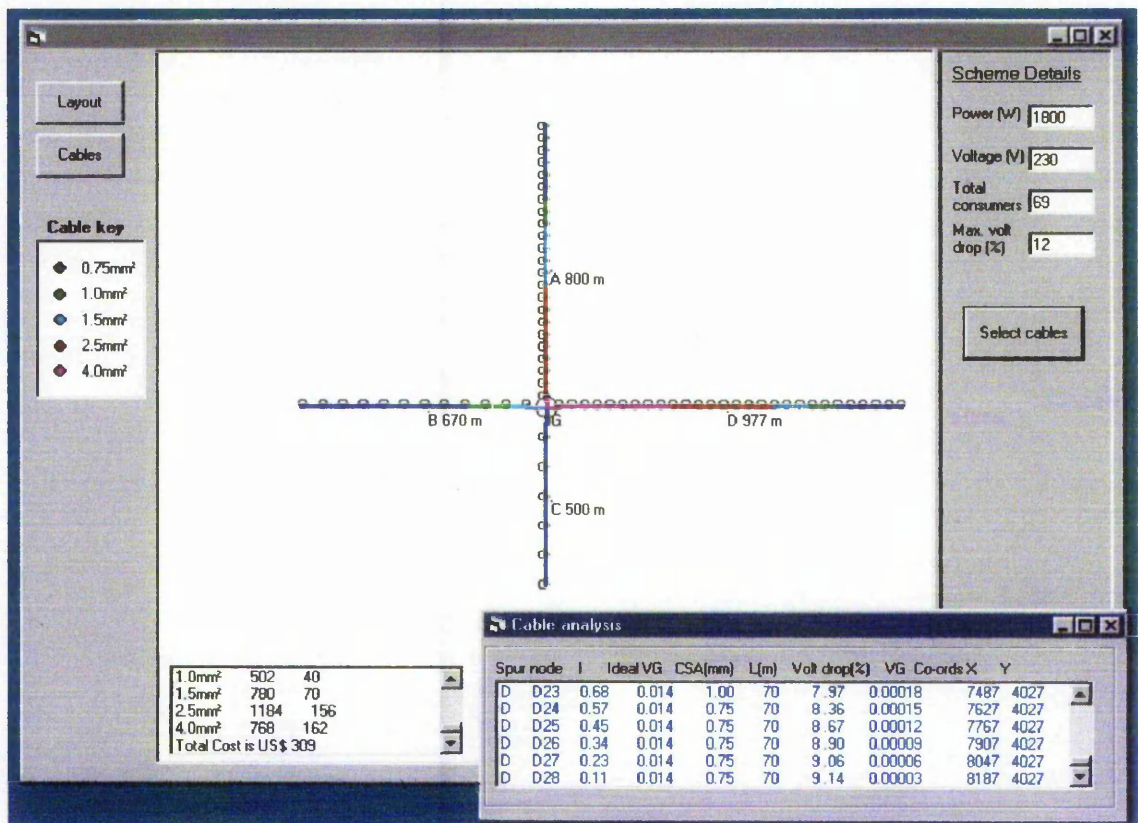 Layout
Cables
Cable key
0.75mm²
1.0mm²
1.5mm²
2.5mm²
4.0mm²
A 800 m
B 670 m
G
D 977 m
C 500 m
Scheme Details
Power (W) 1800
Voltage (V) 230
Total consumers 69
Max. volt drop (%) 12
Select cables
1.0mm² 502 40
1.5mm² 780 70
2.5mm² 1184 156
4.0mm² 768 162
Total Cost is US$ 309
Cable analysis
Spur node I Ideal VG CSA(mm) L(m) Volt drop(%) VG Co-ords X Y
D D23 0.68 0.014 1.00 70 7.97 0.00018 7487 4027
D D24 0.57 0.014 0.75 70 8.36 0.00015 7627 4027
D D25 0.45 0.014 0.75 70 8.67 0.00012 7767 4027
D D26 0.34 0.014 0.75 70 8.90 0.00009 7907 4027
D D27 0.23 0.014 0.75 70 9.06 0.00006 8047 4027
D D28 0.11 0.014 0.75 70 9.14 0.00003 8187 4027